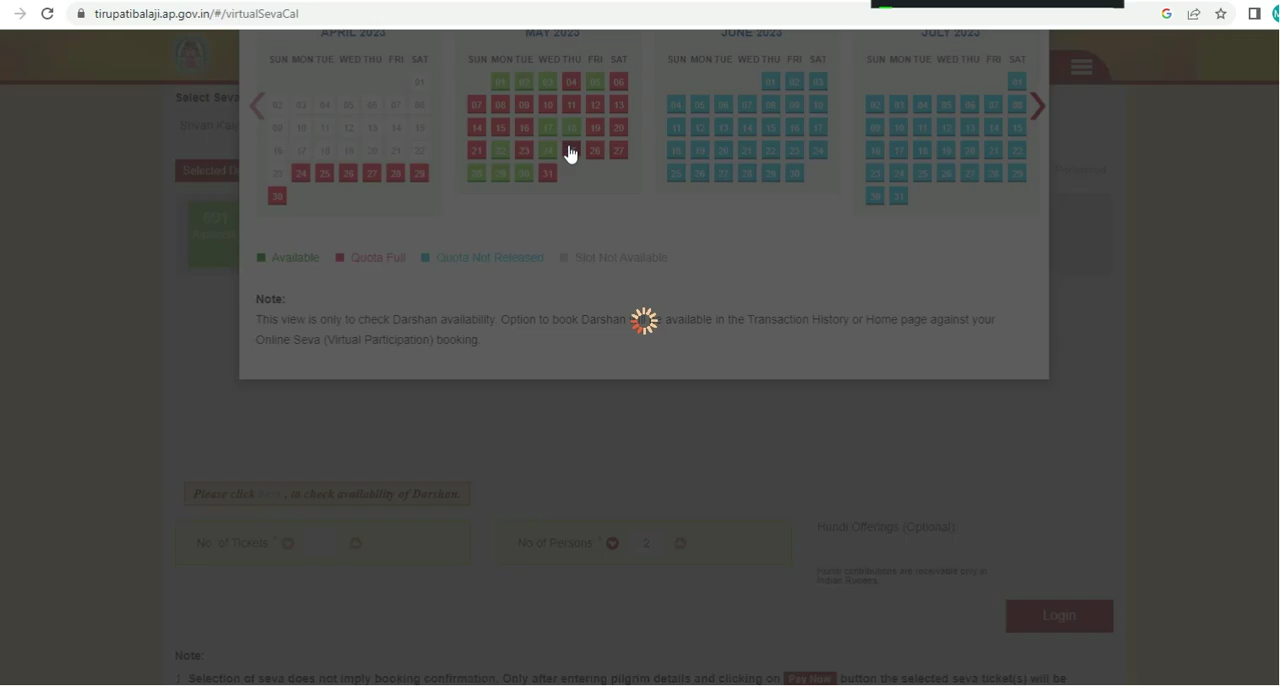 tirupatibalaji.ap.gov.in/#/virtualSevaCal
APRIL 2023 MAY 2023 JUNE 2023 JULY 2023
SUN MON TUE WED THU FRI SAT SUN MON TUE WED THU FRI SAT SUN MON TUE WED THU FRI SAT SUN MON TUE WED THU FRI SAT
Select Seva
01 01 02 03 04 05 06 01 02 03 01
02 03 04 05 06 07 08 07 08 09 10 11 12 13 04 05 06 07 08 09 10 02 03 04 05 06 07 08
09 10 11 12 13 14 15 14 15 16 17 18 19 20 11 12 13 14 15 16 17 09 10 11 12 13 14 15
16 17 18 19 20 21 22 21 22 23 24 26 27 18 19 20 21 22 23 24 16 17 18 19 20 21 22
Selected D
23 24 25 26 27 28 29 28 29 30 31 25 26 27 28 29 30 23 24 25 26 27 28 29
30 30 31
091
Available Quota Full Quota Not Released Slot Not Available
Note:
This view is only to check Darshan availability. Option to book Darshan available in the Transaction History or Home page against your
Online Seva (Virtual Participation) booking.
Please click here , to check availability of Darshan.
No of Tickets *
No of Persons * 2
Hundi Offerings (Optional):
Hundi contributions are receivable only in
Indian Rupees.
Login
Note:
Selection of seva does not imply booking confirmation. Only after entering pilgrim details and clicking on Pay Now button the selected seva ticket(s) will be